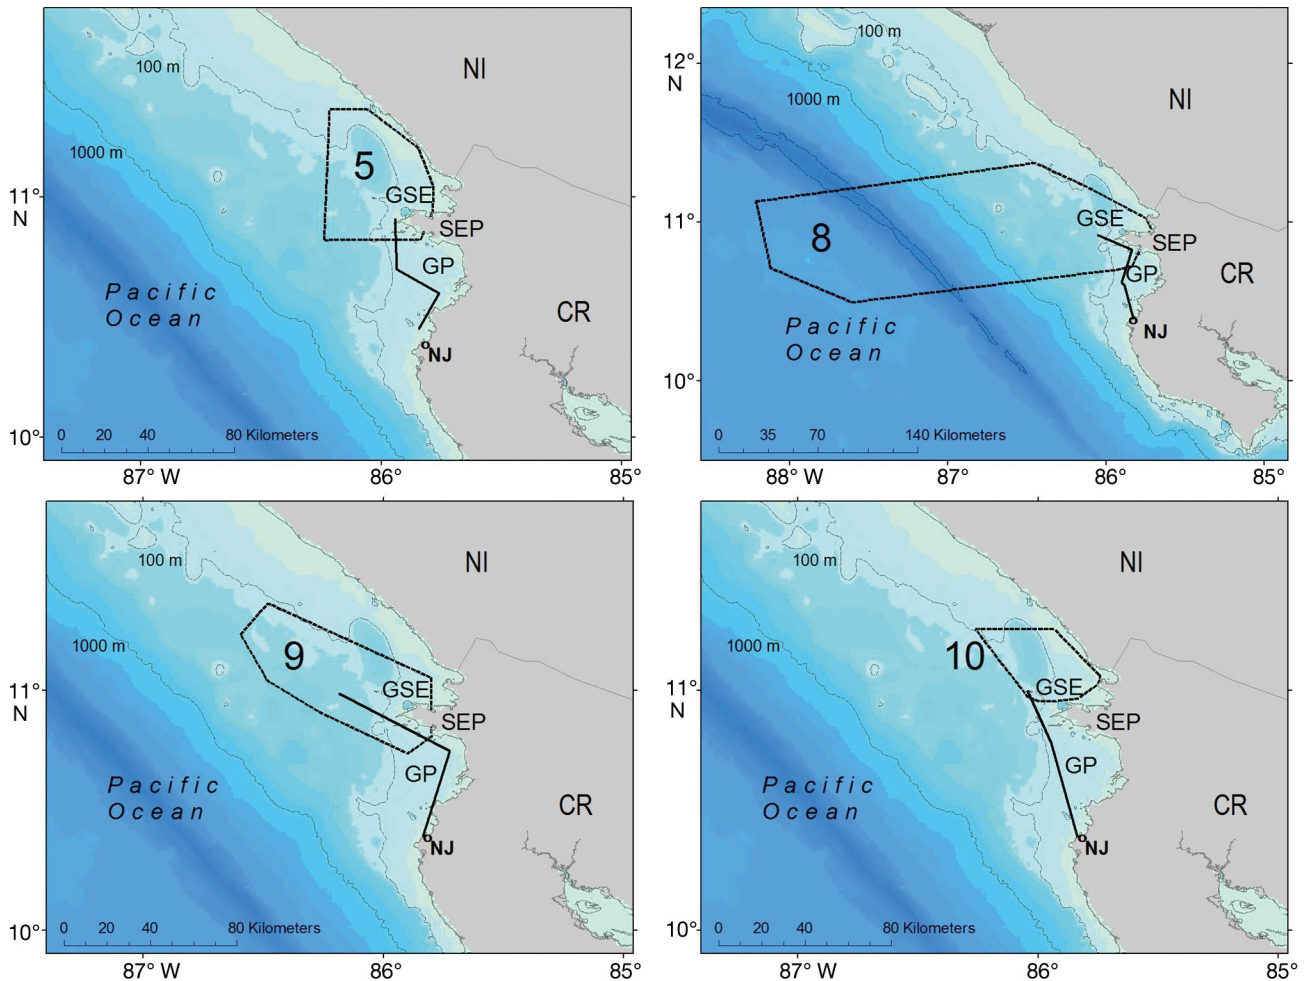 100 m
NI
1000 m
5
GSE
11°
N
SEP
GP
Pacific
Ocean
CR
NJ
0 20 40 80 Kilometers
10°
87° W 86° 85°
100 m
12°
N
NI
1000 m
GSE
11°
8
SEP
GP
CR
Pacific
Ocean
NJ
10°
0 35 70 140 Kilometers
88° W 87° 86° 85°
100 m
NI
1000 m
9
GSE
11°
N
SEP
GP
Pacific
Ocean
CR
NJ
0 20 40 80 Kilometers
10°
87° W 86° 85°
100 m
NI
1000 m
10
GSE
11°
N
SEP
GP
Pacific
Ocean
CR
NJ
0 20 40 80 Kilometers
10°
87° W 86° 85°